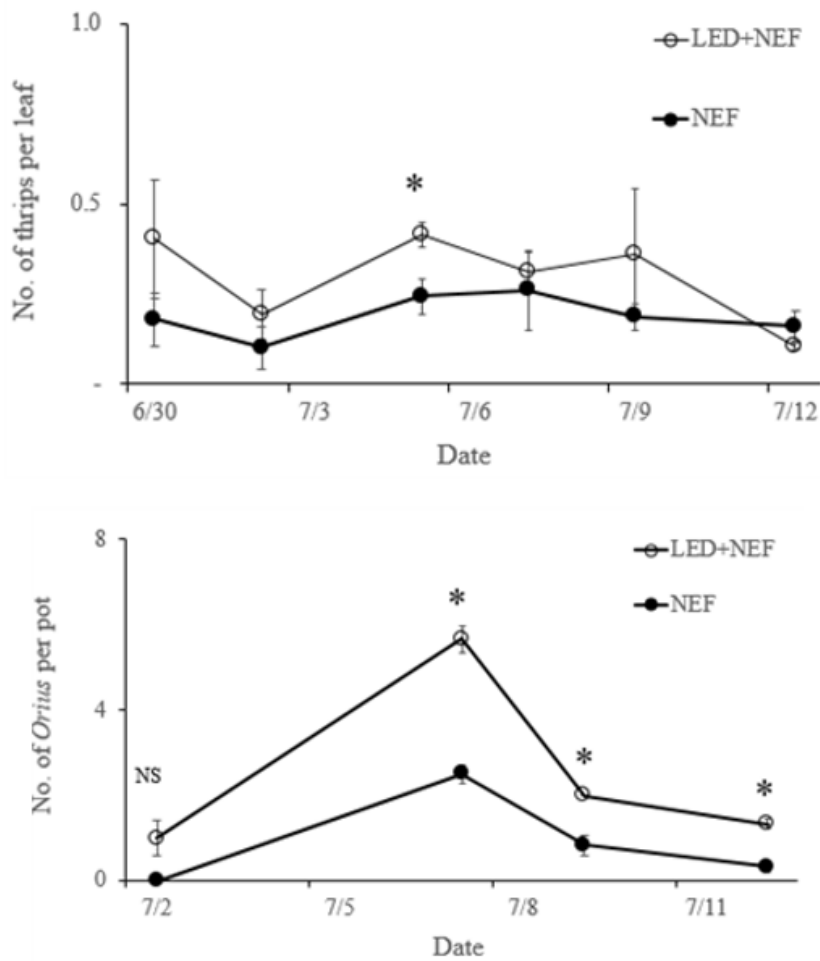 1.0
LED+NEF
NEF
No. of thrips per leaf
*
0.5
-
6/30 7/3 7/6 7/9 7/12
Date
8
LED+NEF
NEF
No. of Orius per pot
*
4
NS
*
*
0
7/2 7/5 7/8 7/11
Date